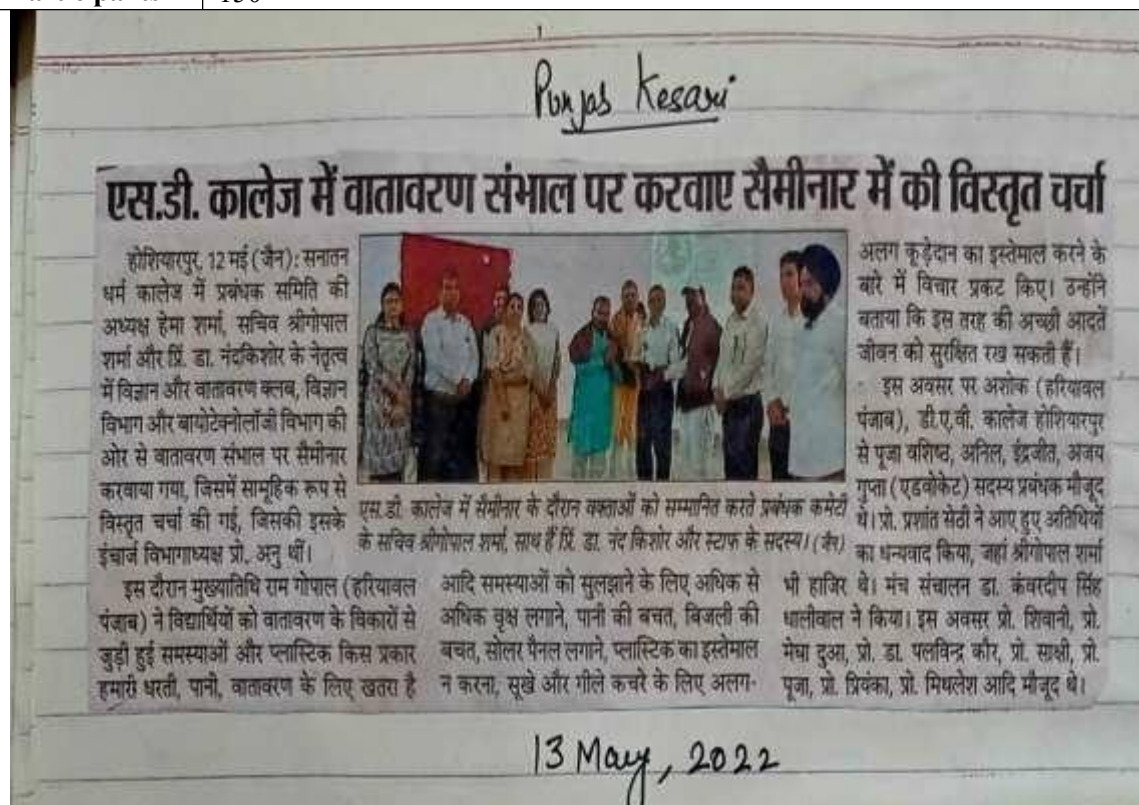 150
Punjab Kesari
एस.डी. कालेज में वातावरण संभाल पर करवाए सैमीनार में की विस्तृत चर्चा
होशियारपुर, 12 मई (जैन): सनातन
धर्म कालेज में प्रबंधक समिति की
अध्यक्ष हेमा शर्मा, सचिव श्रीगोपाल
शर्मा और प्रिं. डा. नंदकिशोर के नेतृत्व
में विज्ञान और वातावरण क्लब, विज्ञान
विभाग और बायोटेक्नोलॉजी विभाग की
ओर से वातावरण संभाल पर सैमीनार
करवाया गया, जिसमें सामूहिक रूप से
विस्तृत चर्चा की गई, जिसकी इसके
इंचार्ज विभागाध्यक्ष प्रो. अनु थीं।
इस दौरान मुख्यातिथि राम गोपाल (हरियावल
पंजाब) ने विद्यार्थियों को वातावरण के विकारों से
जुड़ी हुई समस्याओं और प्लास्टिक किस प्रकार
हमारी धरती, पानी, वातावरण के लिए खतरा है
एस.डी. कालेज में सैमीनार के दौरान वक्ताओं को सम्मानित करते प्रबंधक कमेटी
के सचिव श्रीगोपाल शर्मा, साथ हैं प्रिं. डा. नंद किशोर और स्टाफ के सदस्य। (जैन)
आदि समस्याओं को सुलझाने के लिए अधिक से
अधिक वृक्ष लगाने, पानी की बचत, बिजली की
बचत, सोलर पैनल लगाने, प्लास्टिक का इस्तेमाल
न करना, सूखे और गीले कचरे के लिए अलग-
अलग कूड़ेदान का इस्तेमाल करने के
बारे में विचार प्रकट किए। उन्होंने
बताया कि इस तरह की अच्छी आदतें
जीवन को सुरक्षित रख सकती हैं।
इस अवसर पर अशोक (हरियावल
पंजाब), डी.ए.वी. कालेज होशियारपुर
से पूजा वशिष्ठ, अनिल, इंद्रजीत, अजय
गुप्ता (एडवोकेट) सदस्य प्रबंधक मौजूद
थे। प्रो. प्रशांत सेठी ने आए हुए अतिथियों
का धन्यवाद किया, जहां श्रीगोपाल शर्मा
भी हाजिर थे। मंच संचालन डा. कंवरदीप सिंह
धालीवाल ने किया। इस अवसर प्रो. शिवानी, प्रो.
मेघा दुआ, प्रो. डा. पलविन्द्र कौर, प्रो. साक्षी, प्रो.
पूजा, प्रो. प्रियंका, प्रो. मिथलेश आदि मौजूद थे।
13 May, 2022